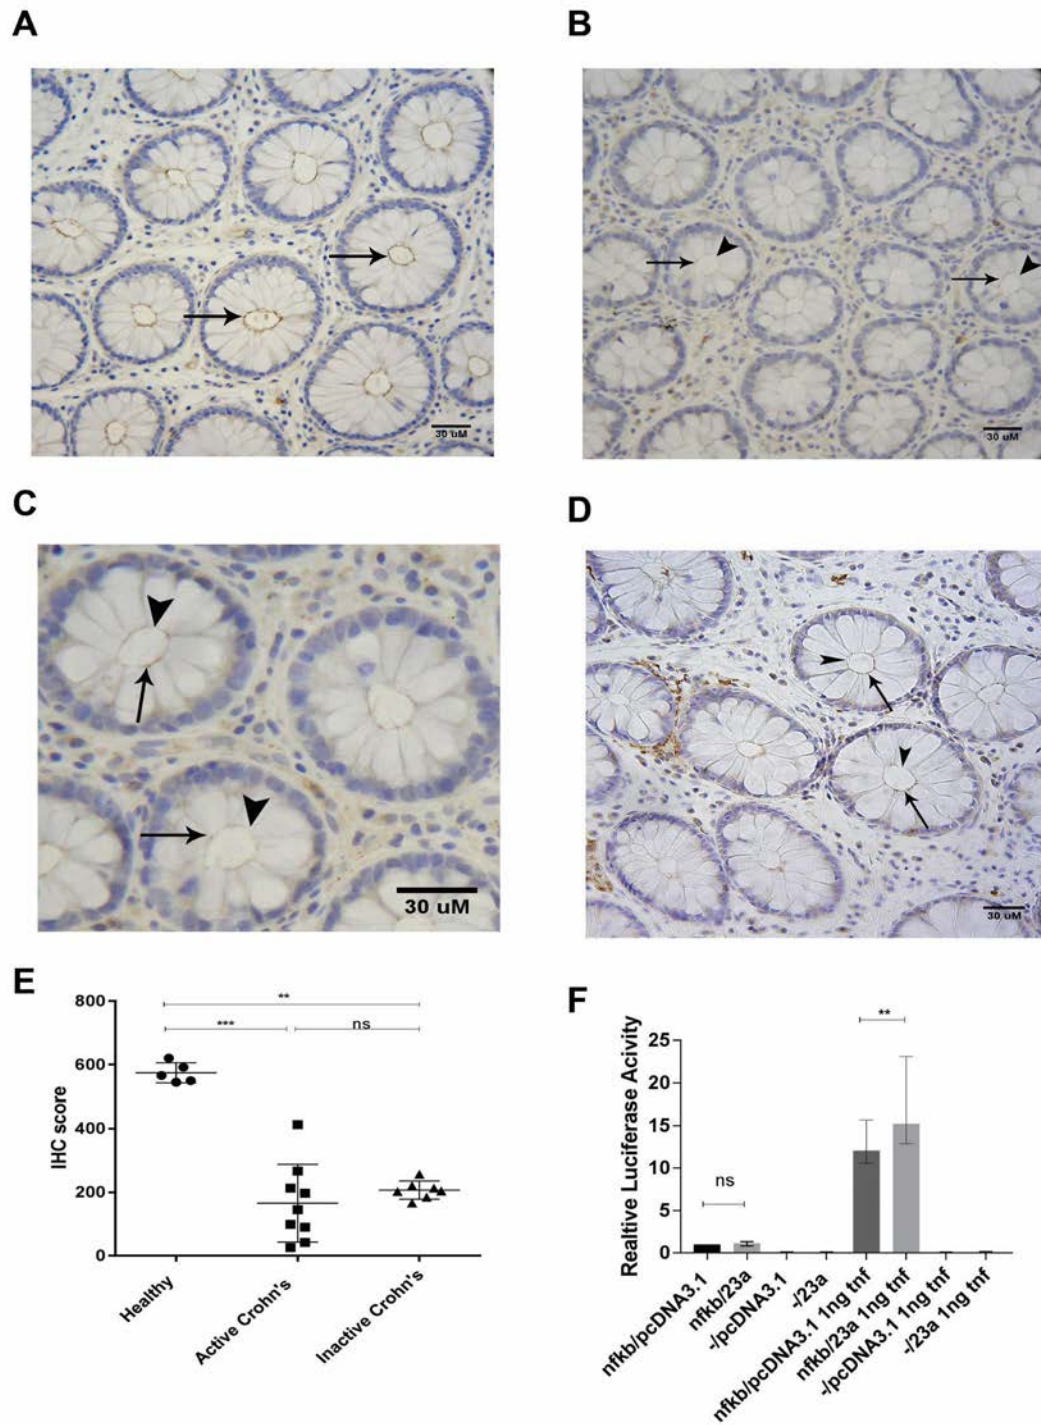 A
B
30 uM
30 uM
C
D
30 uM
30 uM
E
800
600
400
200
0
IHC score
**
***
ns
Healthy
Active Crohn's
Inactive Crohn's
F
25
20
15
10
5
0
Realtive Luciferase Acivity
ns
**
nfkb/pcDNA3.1
nfkb/23a
-/pcDNA3.1
-/23a
nfkb/pcDNA3.1 1ng tnf
nfkb/23a 1ng tnf
-/pcDNA3.1 1ng tnf
-/23a 1ng tnf